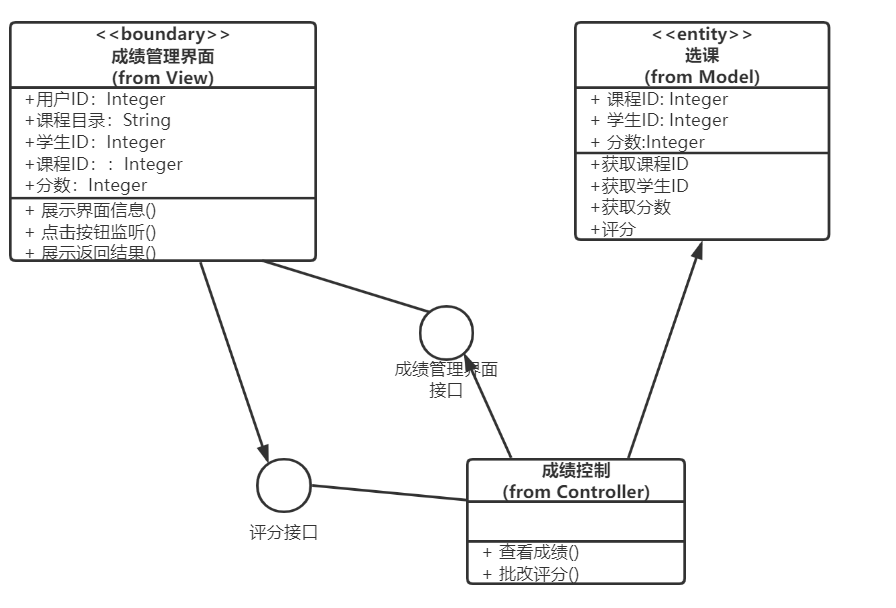 <<boundary>>
成绩管理界面
(from View)
+用户ID：Integer
+课程目录：String
+学生ID：Integer
+课程ID：：Integer
+分数：Integer
+ 展示界面信息()
+ 点击按钮监听()
+ 展示返回结果()
<<entity>>
选课
(from Model)
+ 课程ID: Integer
+ 学生ID: Integer
+ 分数:Integer
+获取课程ID
+获取学生ID
+获取分数
+评分
成绩管理界面
接口
评分接口
成绩控制
(from Controller)
+ 查看成绩()
+ 批改评分()